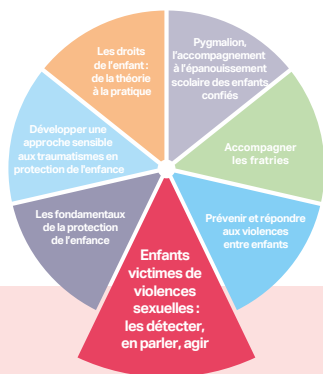 Les droits
de l'enfant :
de la théorie
à la pratique
Pygmalion,
l'accompagnement
à l'épanouissement
scolaire des enfants
confiés
Développer une
approche sensible
aux traumatismes en
protection de l'enfance
Accompagner
les fratries
Les fondamentaux
de la protection
de l'enfance
Prévenir et répondre
aux violences
entre enfants
Enfants
victimes de
violences
sexuelles :
les détecter,
en parler, agir